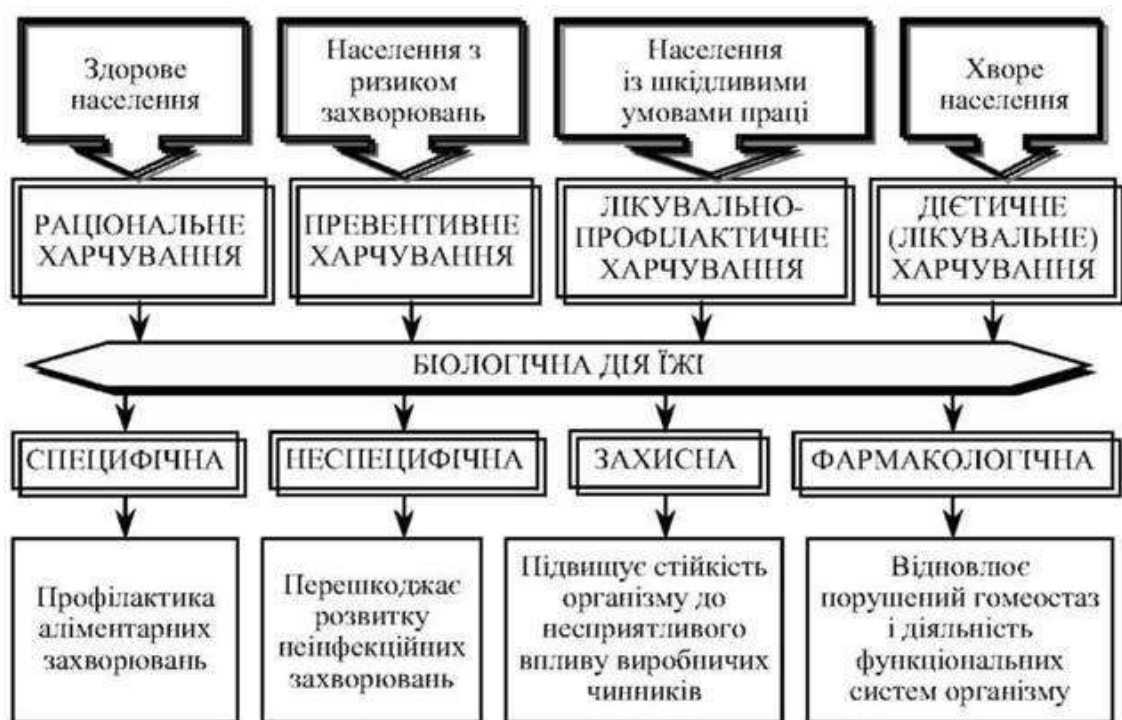 Здорове
населення
Населення з
ризиком
захворювань
Населення
із шкідливими
умовами праці
Хворе
населення
РАЦІОНАЛЬНЕ
ХАРЧУВАННЯ
ПРЕВЕНТИВНЕ
ХАРЧУВАННЯ
ЛІКУВАЛЬНО-
ПРОФІЛАКТИЧНЕ
ХАРЧУВАННЯ
ДІЄТИЧНЕ
(ЛІКУВАЛЬНЕ)
ХАРЧУВАННЯ
БІОЛОГІЧНА ДІЯ ЇЖІ
СПЕЦИФІЧНА
НЕСПЕЦИФІЧНА
ЗАХИСНА
ФАРМАКОЛОГІЧНА
Профілактика
аліментарних
захворювань
Перешкоджає
розвитку
неінфекційних
захворювань
Підвищує стійкість
організму до
несприятливого
впливу виробничих
чинників
Відновлює
порушений гомеостаз
і діяльність
функціональних
систем організму